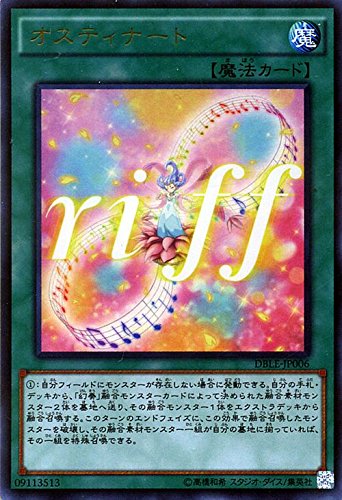 オスティナート
魔
【魔法カード】
riff
DBLE-JP006
①：自分フィールドにモンスターが存在しない場合に発動できる。自分の手札・
デッキから、「幻奏」融合モンスターカードによって決められた融合素材モン
スター２体を墓地へ送り、その融合モンスター１体をエクストラデッキから
融合召喚する。このターンのエンドフェイズに、この効果で融合召喚したモンス
ターを破壊し、その融合素材モンスター一組が自分の墓地に揃っていれば、
その一組を特殊召喚できる。
09113513
©高橋和希 スタジオ・ダイス/集英社